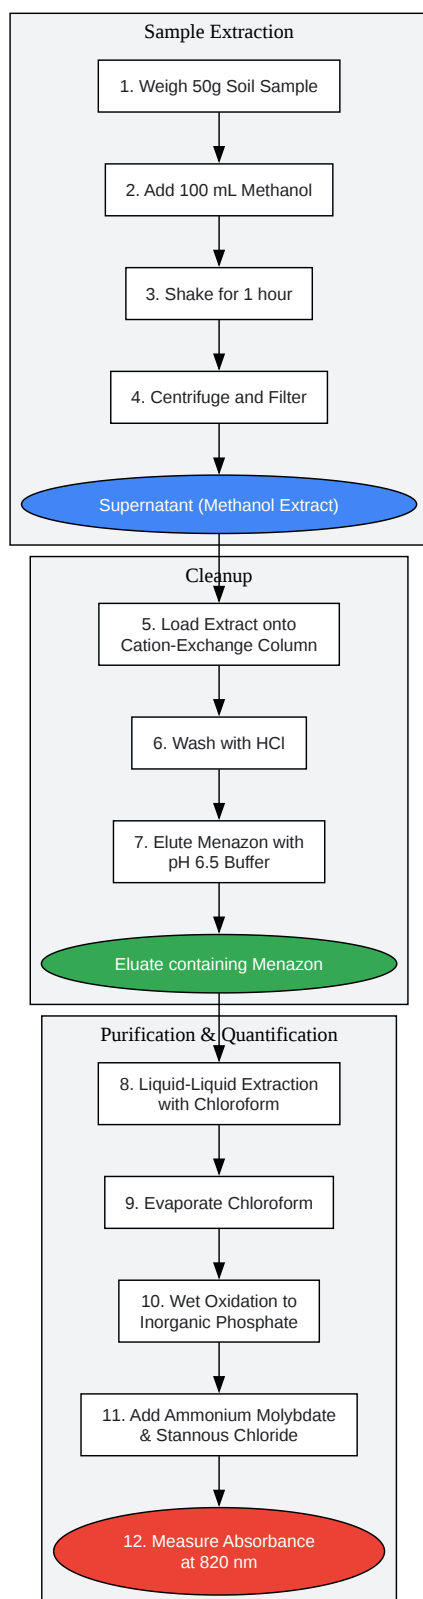 Sample Extraction
1. Weigh 50g Soil Sample
2. Add 100 mL Methanol
3. Shake for 1 hour
4. Centrifuge and Filter
Supernatant (Methanol Extract)
Cleanup
5. Load Extract onto
Cation-Exchange Column
6. Wash with HCl
7. Elute Menazon with
pH 6.5 Buffer
Eluate containing Menazon
Purification & Quantification
8. Liquid-Liquid Extraction
with Chloroform
9. Evaporate Chloroform
10. Wet Oxidation to
Inorganic Phosphate
11. Add Ammonium Molybdate
& Stannous Chloride
12. Measure Absorbance
at 820 nm